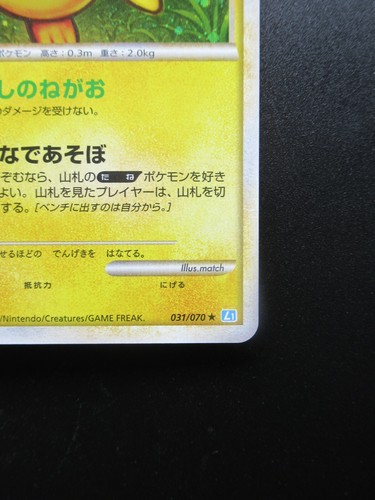 ポケモン 高さ：0.3m 重さ：2.0kg
しのねがお
のダメージを受けない。
なであそぼ
ぞむなら、山札の たね ポケモンを好き
よい。山札を見たプレイヤーは、山札を切
する。[ベンチに出すのは自分から。]
せるほどの でんげきを はなてる。
Illus.match
抵抗力 にげる
/Nintendo/Creatures/GAME FREAK. 031/070 ★ L1